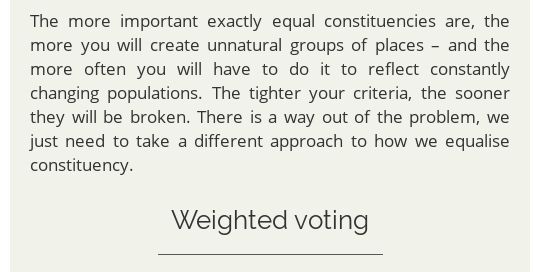 The more important exactly equal constituencies are, the
more you will create unnatural groups of places – and the
more often you will have to do it to reflect constantly
changing populations. The tighter your criteria, the sooner
they will be broken. There is a way out of the problem, we
just need to take a different approach to how we equalise
constituency.
Weighted voting